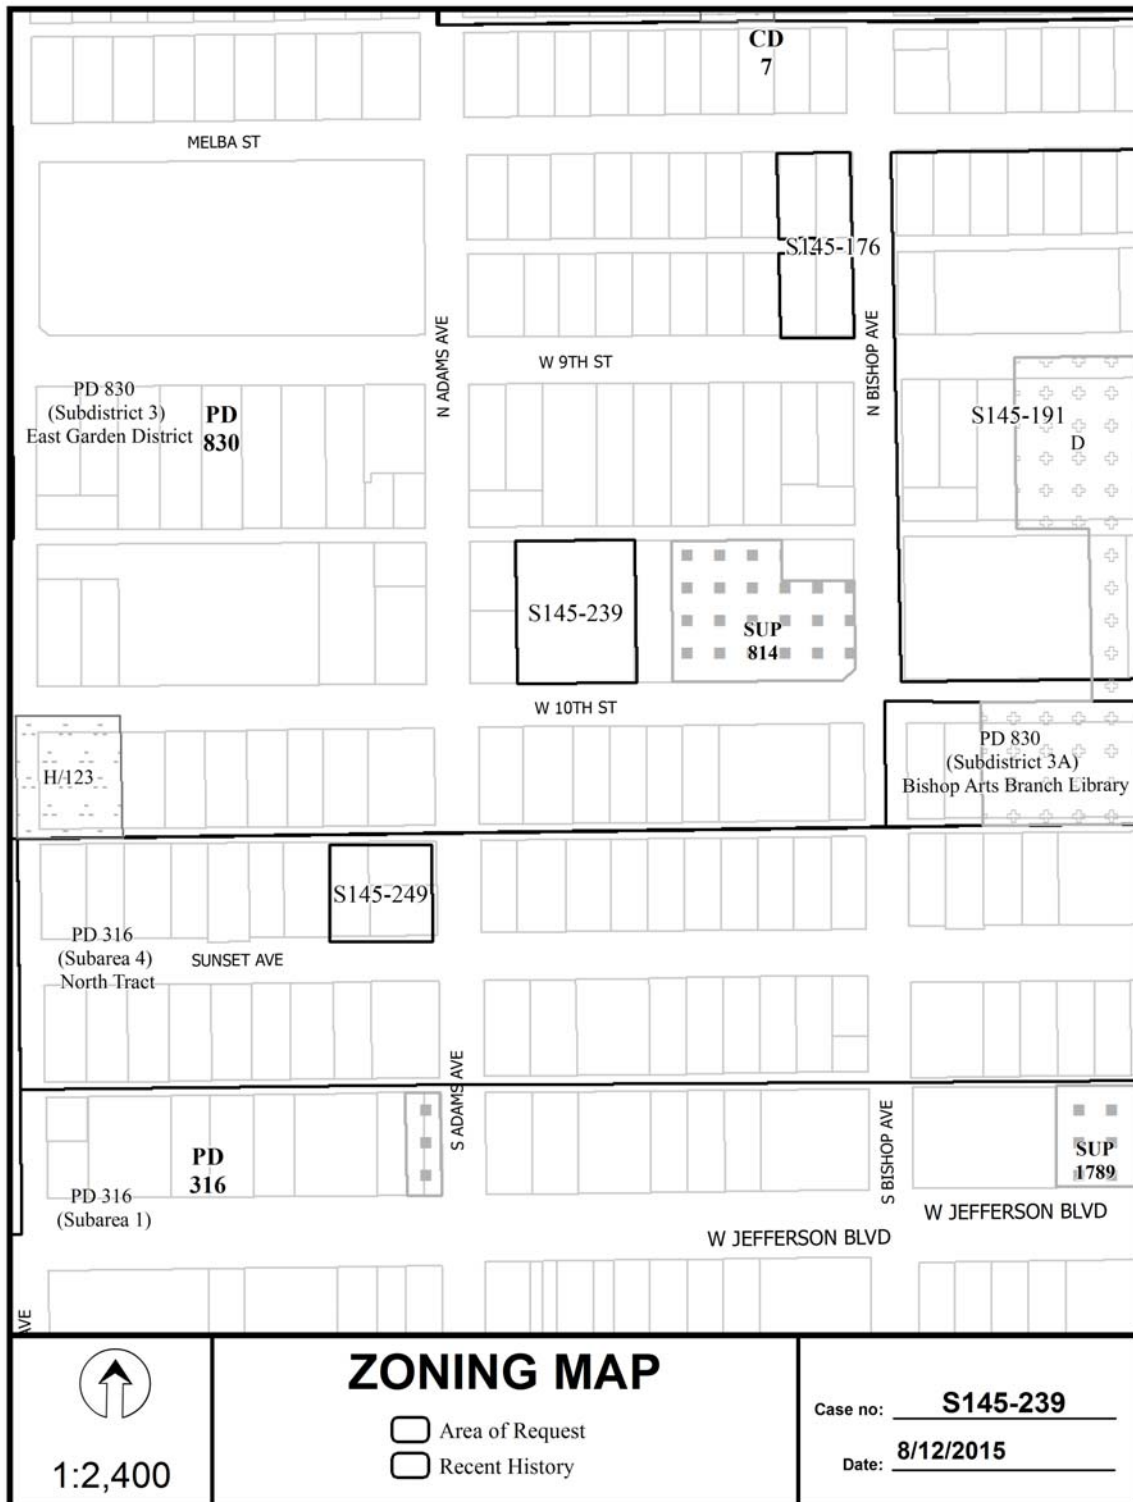 CD
7
MELBA ST
S145-176
N ADAMS AVE
N BISHOP AVE
W 9TH ST
PD 830
(Subdistrict 3)
East Garden District
PD
830
S145-191
D
S145-239
SUP
814
W 10TH ST
H/123
PD 830
(Subdistrict 3A)
Bishop Arts Branch Library
S145-249
PD 316
(Subarea 4)
North Tract
SUNSET AVE
S ADAMS AVE
S BISHOP AVE
PD
316
PD 316
(Subarea 1)
SUP
1789
W JEFFERSON BLVD
W JEFFERSON BLVD
AVE
1:2,400
ZONING MAP
Area of Request
Recent History
Case no: S145-239
Date: 8/12/2015